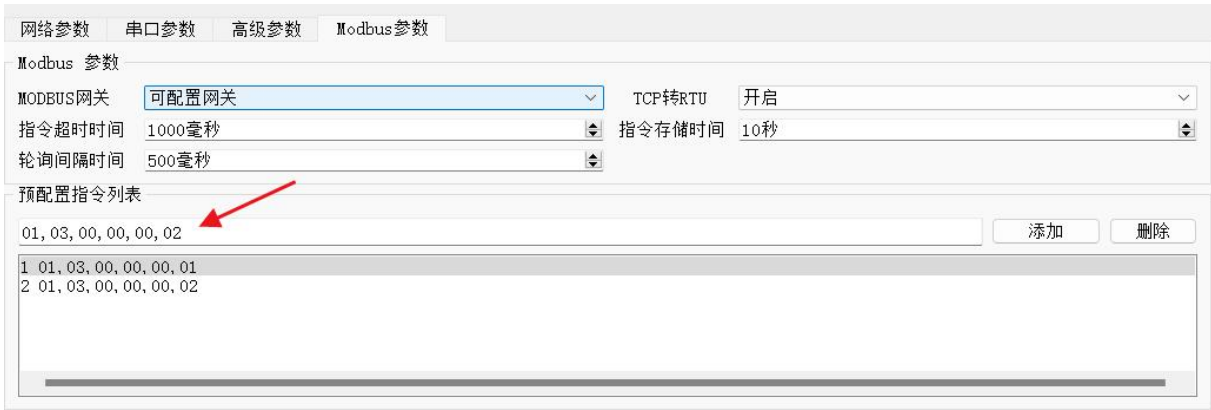 网络参数 串口参数 高级参数 Modbus参数
Modbus 参数
MODBUS网关 可配置网关 TCP转RTU 开启
指令超时时间 1000毫秒 指令存储时间 10秒
轮询间隔时间 500毫秒
预配置指令列表
01,03,00,00,00,02 添加 删除
1 01,03,00,00,00,01
2 01,03,00,00,00,02